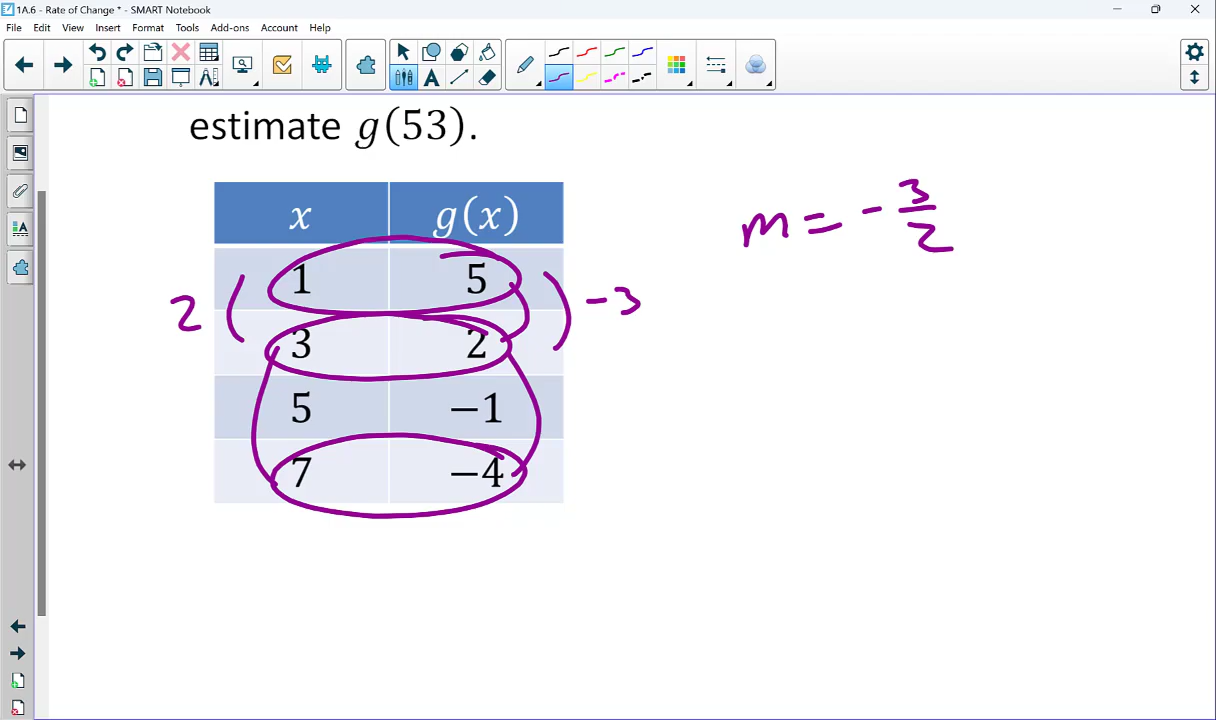 1A.6 - Rate of Change * - SMART Notebook
File Edit View Insert Format Tools Add-ons Account Help
estimate g(53).
x g(x)
1 5
3 2
5 −1
7 −4
2
-3
m = - 3/2